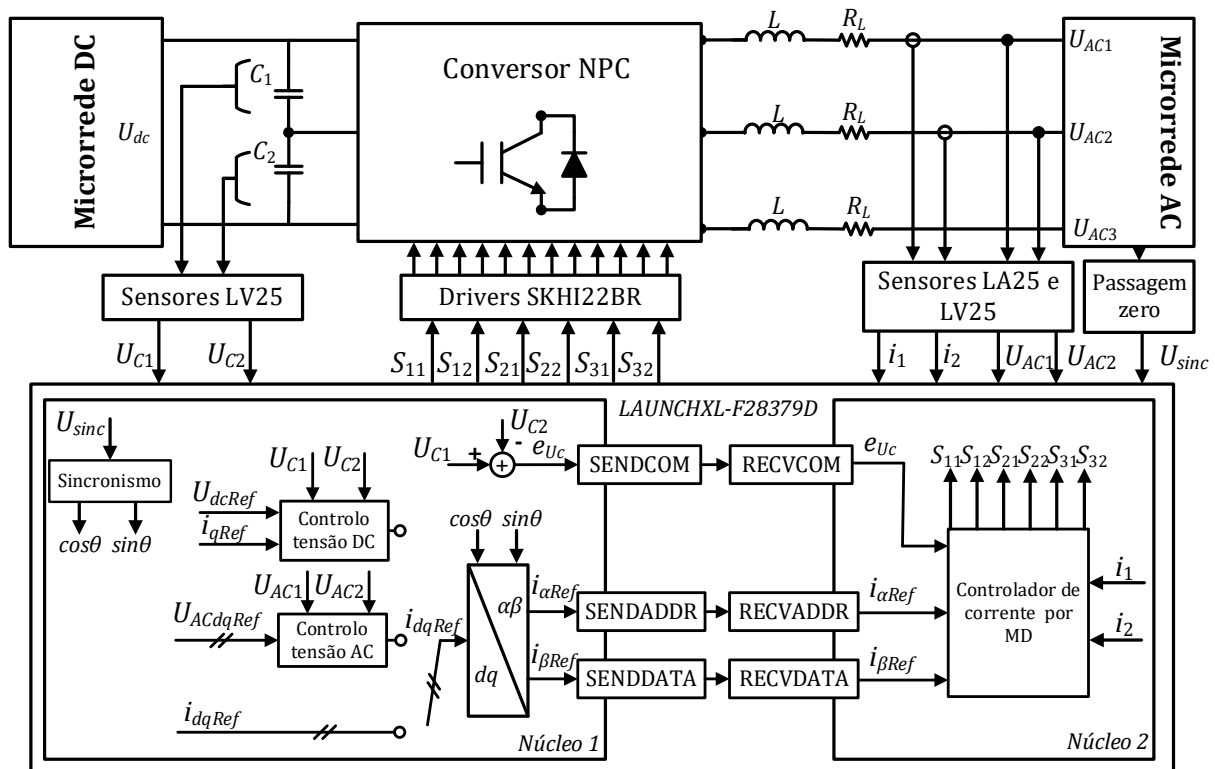 Microrrede DC
U_dc
C_1
C_2
Conversor NPC
L
R_L
L
R_L
L
R_L
U_AC1
U_AC2
U_AC3
Microrrede AC
Sensores LV25
Drivers SKHI22BR
Sensores LA25 e
LV25
Passagem
zero
U_C1
U_C2
S_11
S_12
S_21
S_22
S_31
S_32
i_1
i_2
U_AC1
U_AC2
U_sinc
LAUNCHXL-F28379D
U_sinc
Sincronismo
cosθ
sinθ
U_C1
U_C2
U_dcRef
i_qRef
Controlo
tensão DC
U_AC1
U_AC2
U_ACdqRef
Controlo
tensão AC
i_dqRef
i_dqRef
U_C1
+
U_C2
-
+
e_Uc
cosθ
sinθ
αβ
dq
i_αRef
i_βRef
Núcleo 1
SENDCOM
RECVCOM
SENDADDR
RECVADDR
SENDDATA
RECVDATA
e_Uc
i_αRef
i_βRef
S_11
S_12
S_21
S_22
S_31
S_32
Controlador de
corrente por
MD
i_1
i_2
Núcleo 2